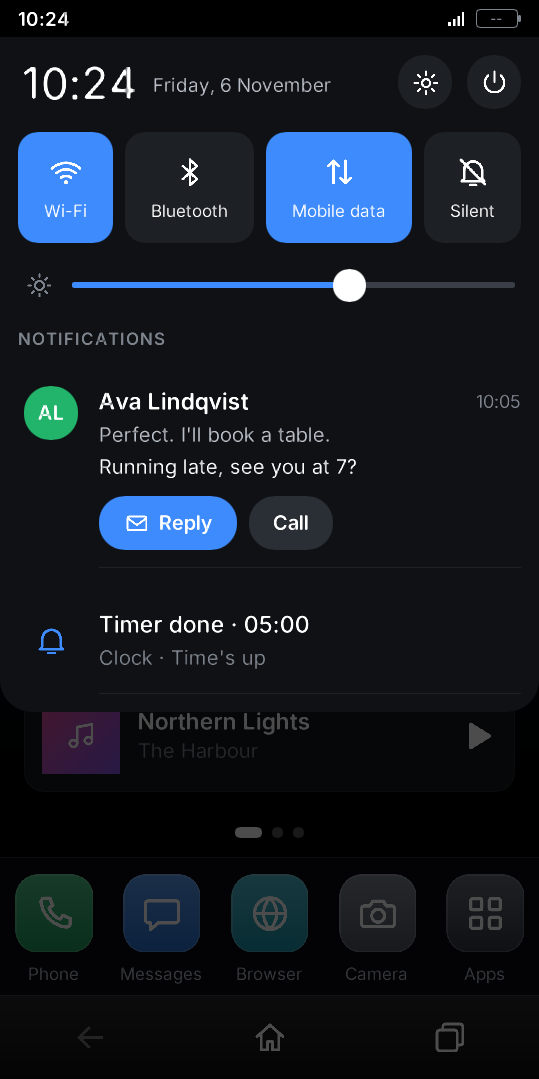 10:24
--
10:24 Friday, 6 November
Wi-Fi
Bluetooth
Mobile data
Silent
NOTIFICATIONS
AL
Ava Lindqvist 10:05
Perfect. I'll book a table.
Running late, see you at 7?
Reply Call
Timer done · 05:00
Clock · Time's up
Northern Lights
The Harbour
Phone Messages Browser Camera Apps